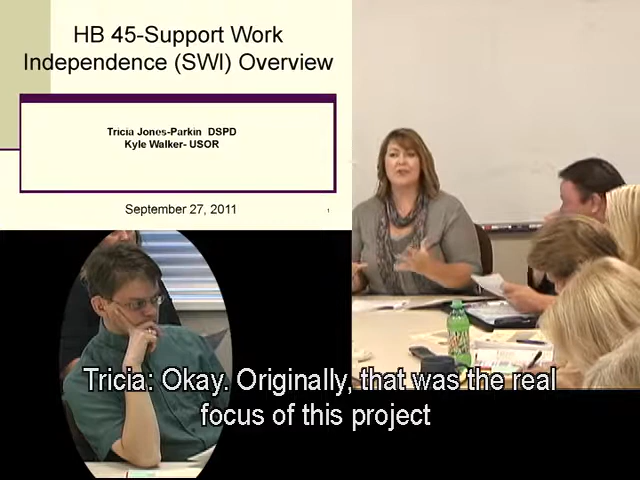 HB 45-Support Work
Independence (SWI) Overview
Tricia Jones-Parkin DSPD
Kyle Walker- USOR
September 27, 2011
1
Tricia: Okay. Originally, that was the real
focus of this project